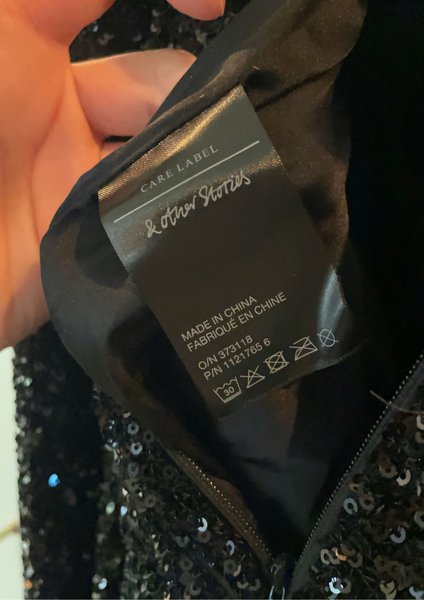 CARE LABEL
& other Stories
MADE IN CHINA
FABRIQUÉ EN CHINE
O/N 373118
P/N 1121765 6
30